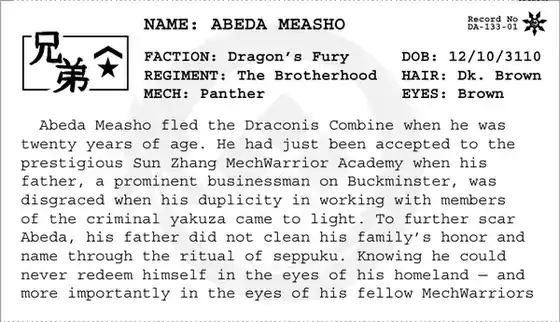 NAME: ABEDA MEASHO
Record No
DA-133-01
兄弟
FACTION: Dragon's Fury
DOB: 12/10/3110
REGIMENT: The Brotherhood
HAIR: Dk. Brown
MECH: Panther
EYES: Brown
Abeda Measho fled the Draconis Combine when he was
twenty years of age. He had just been accepted to the
prestigious Sun Zhang MechWarrior Academy when his
father, a prominent businessman on Buckminster, was
disgraced when his duplicity in working with members
of the criminal yakuza came to light. To further scar
Abeda, his father did not clean his family's honor and
name through the ritual of seppuku. Knowing he could
never redeem himself in the eyes of his homeland — and
more importantly in the eyes of his fellow MechWarriors